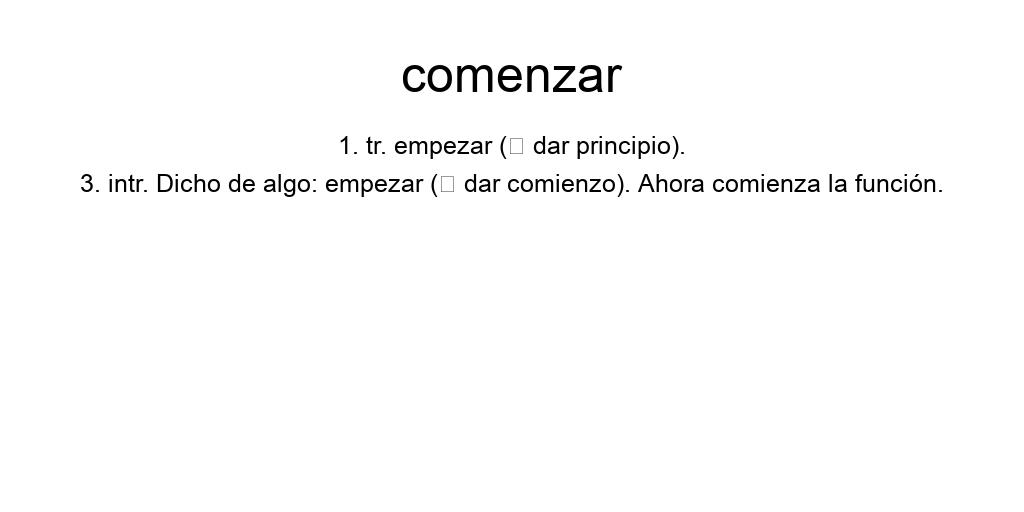 comenzar
1. tr. empezar (▯ dar principio).
3. intr. Dicho de algo: empezar (▯ dar comienzo). Ahora comienza la función.